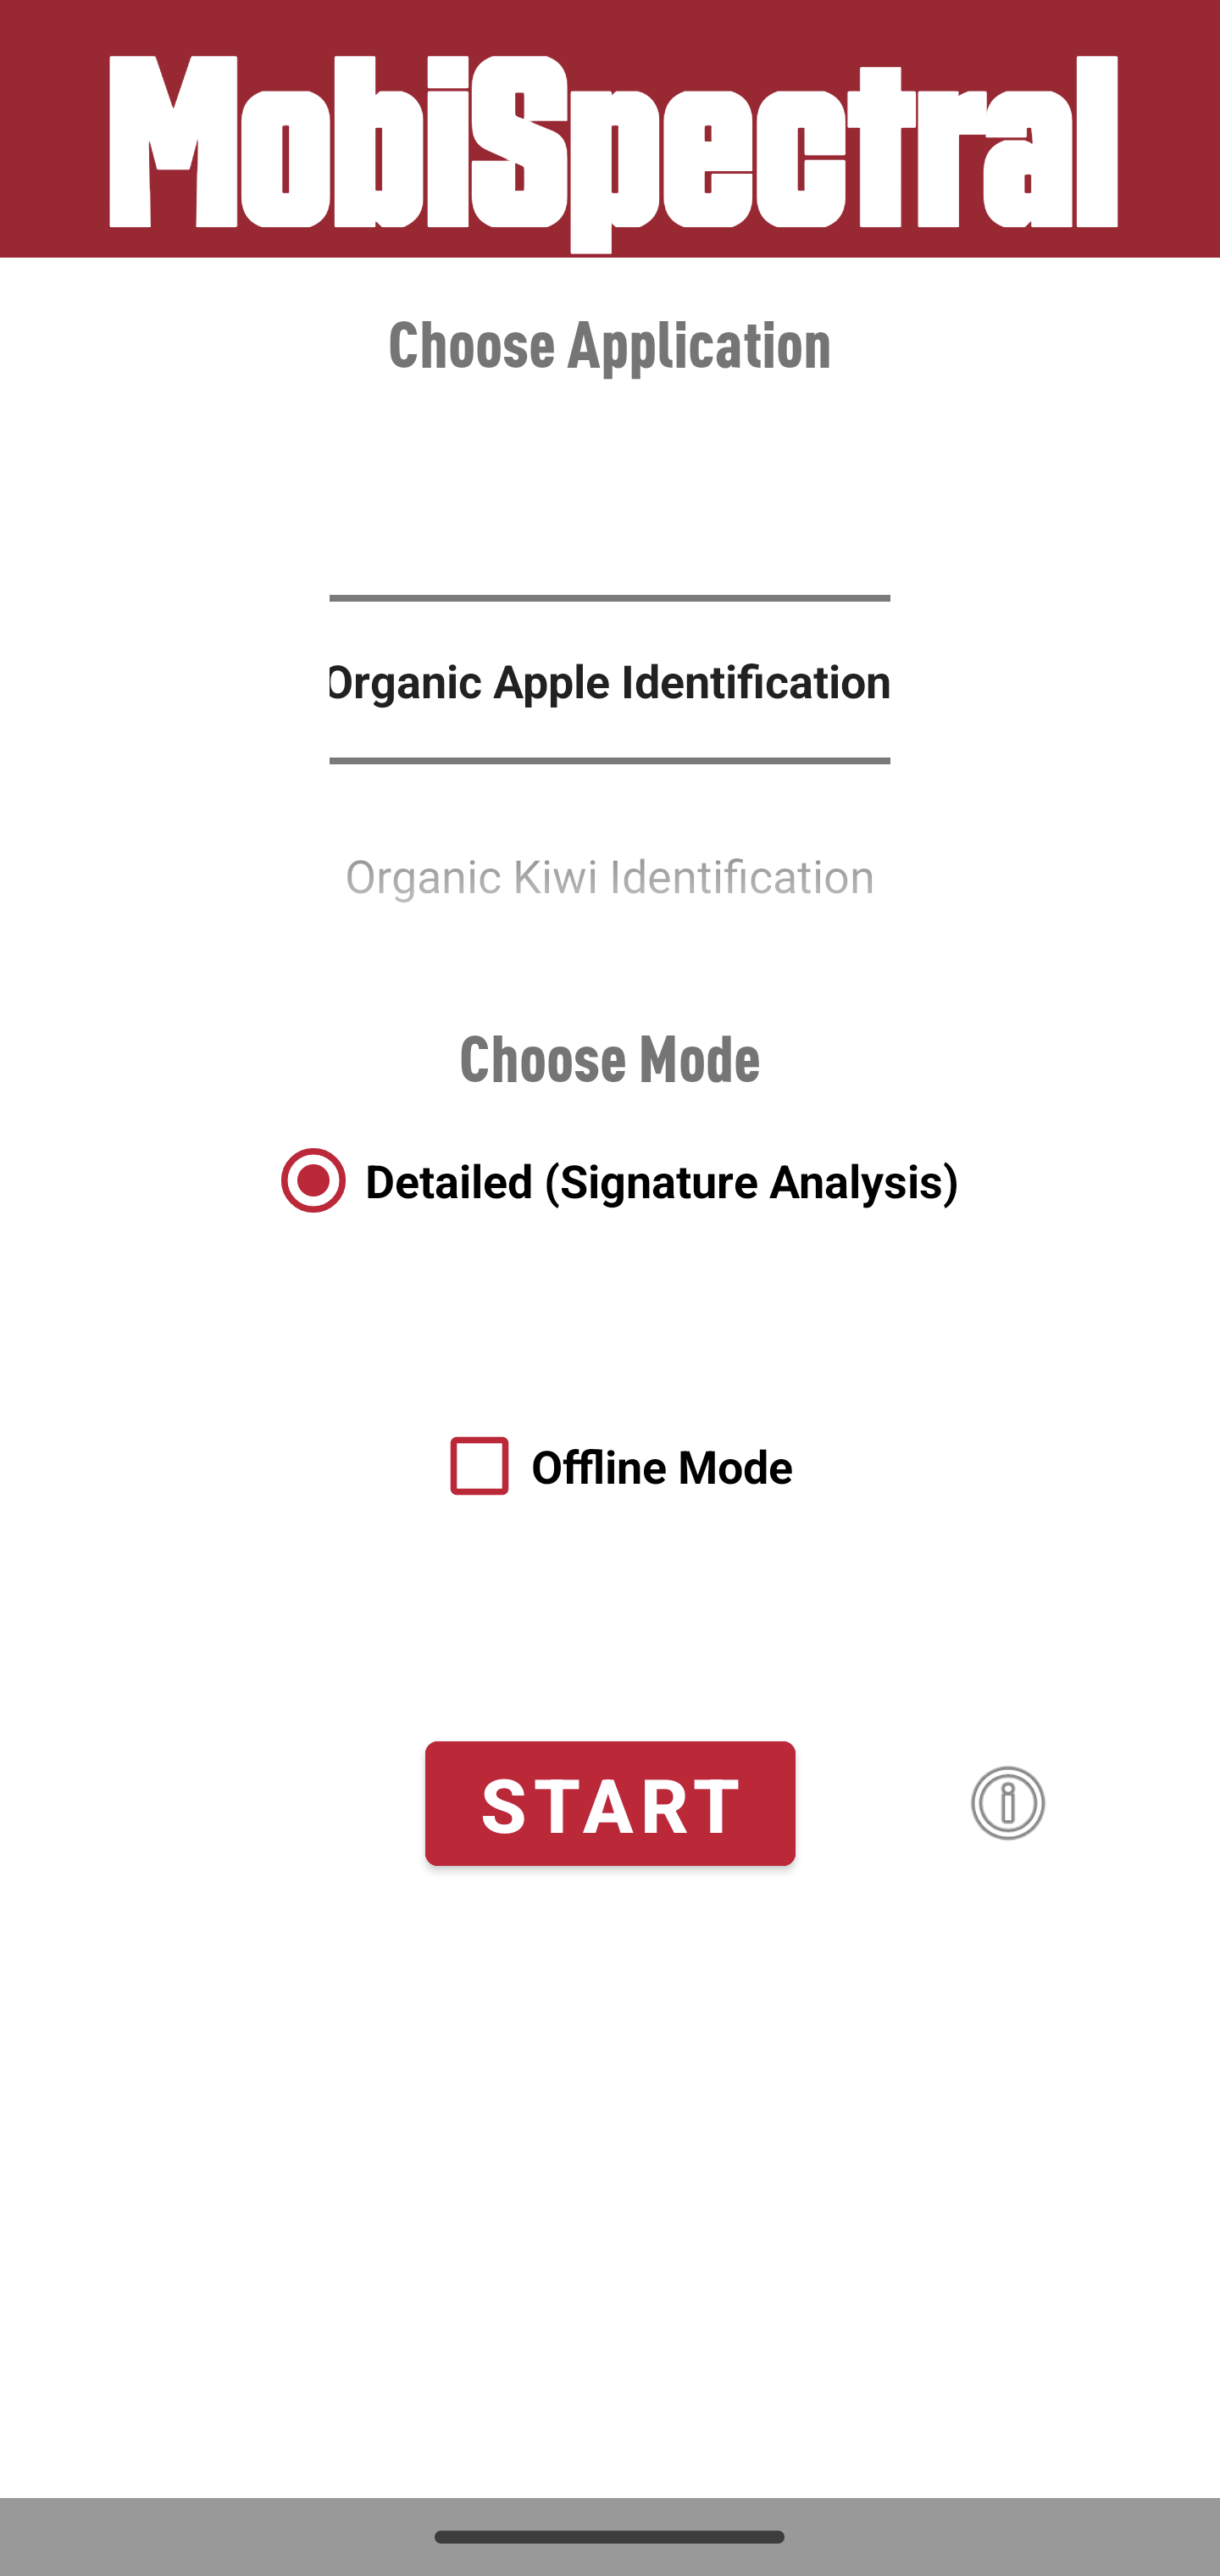 MobiSpectral
Choose Application
Organic Apple Identification
Organic Kiwi Identification
Choose Mode
Detailed (Signature Analysis)
Offline Mode
START